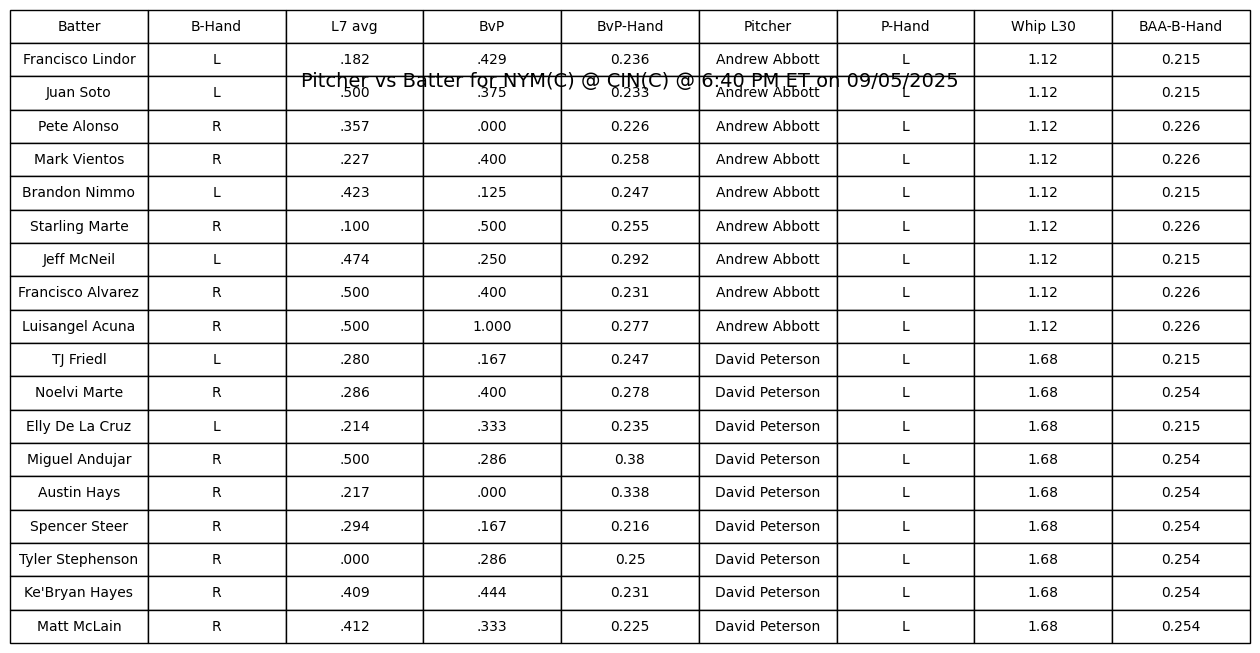 Batter B-Hand L7 avg BvP BvP-Hand Pitcher P-Hand Whip L30 BAA-B-Hand
Francisco Lindor L .182 .429 0.236 Andrew Abbott L 1.12 0.215
Pitcher vs Batter for NYM(C) @ CIN(C) @ 6:40 PM ET on 09/05/2025
Juan Soto L .500 .375 0.233 Andrew Abbott L 1.12 0.215
Pete Alonso R .357 .000 0.226 Andrew Abbott L 1.12 0.226
Mark Vientos R .227 .400 0.258 Andrew Abbott L 1.12 0.226
Brandon Nimmo L .423 .125 0.247 Andrew Abbott L 1.12 0.215
Starling Marte R .100 .500 0.255 Andrew Abbott L 1.12 0.226
Jeff McNeil L .474 .250 0.292 Andrew Abbott L 1.12 0.215
Francisco Alvarez R .500 .400 0.231 Andrew Abbott L 1.12 0.226
Luisangel Acuna R .500 1.000 0.277 Andrew Abbott L 1.12 0.226
TJ Friedl L .280 .167 0.247 David Peterson L 1.68 0.215
Noelvi Marte R .286 .400 0.278 David Peterson L 1.68 0.254
Elly De La Cruz L .214 .333 0.235 David Peterson L 1.68 0.215
Miguel Andujar R .500 .286 0.38 David Peterson L 1.68 0.254
Austin Hays R .217 .000 0.338 David Peterson L 1.68 0.254
Spencer Steer R .294 .167 0.216 David Peterson L 1.68 0.254
Tyler Stephenson R .000 .286 0.25 David Peterson L 1.68 0.254
Ke'Bryan Hayes R .409 .444 0.231 David Peterson L 1.68 0.254
Matt McLain R .412 .333 0.225 David Peterson L 1.68 0.254